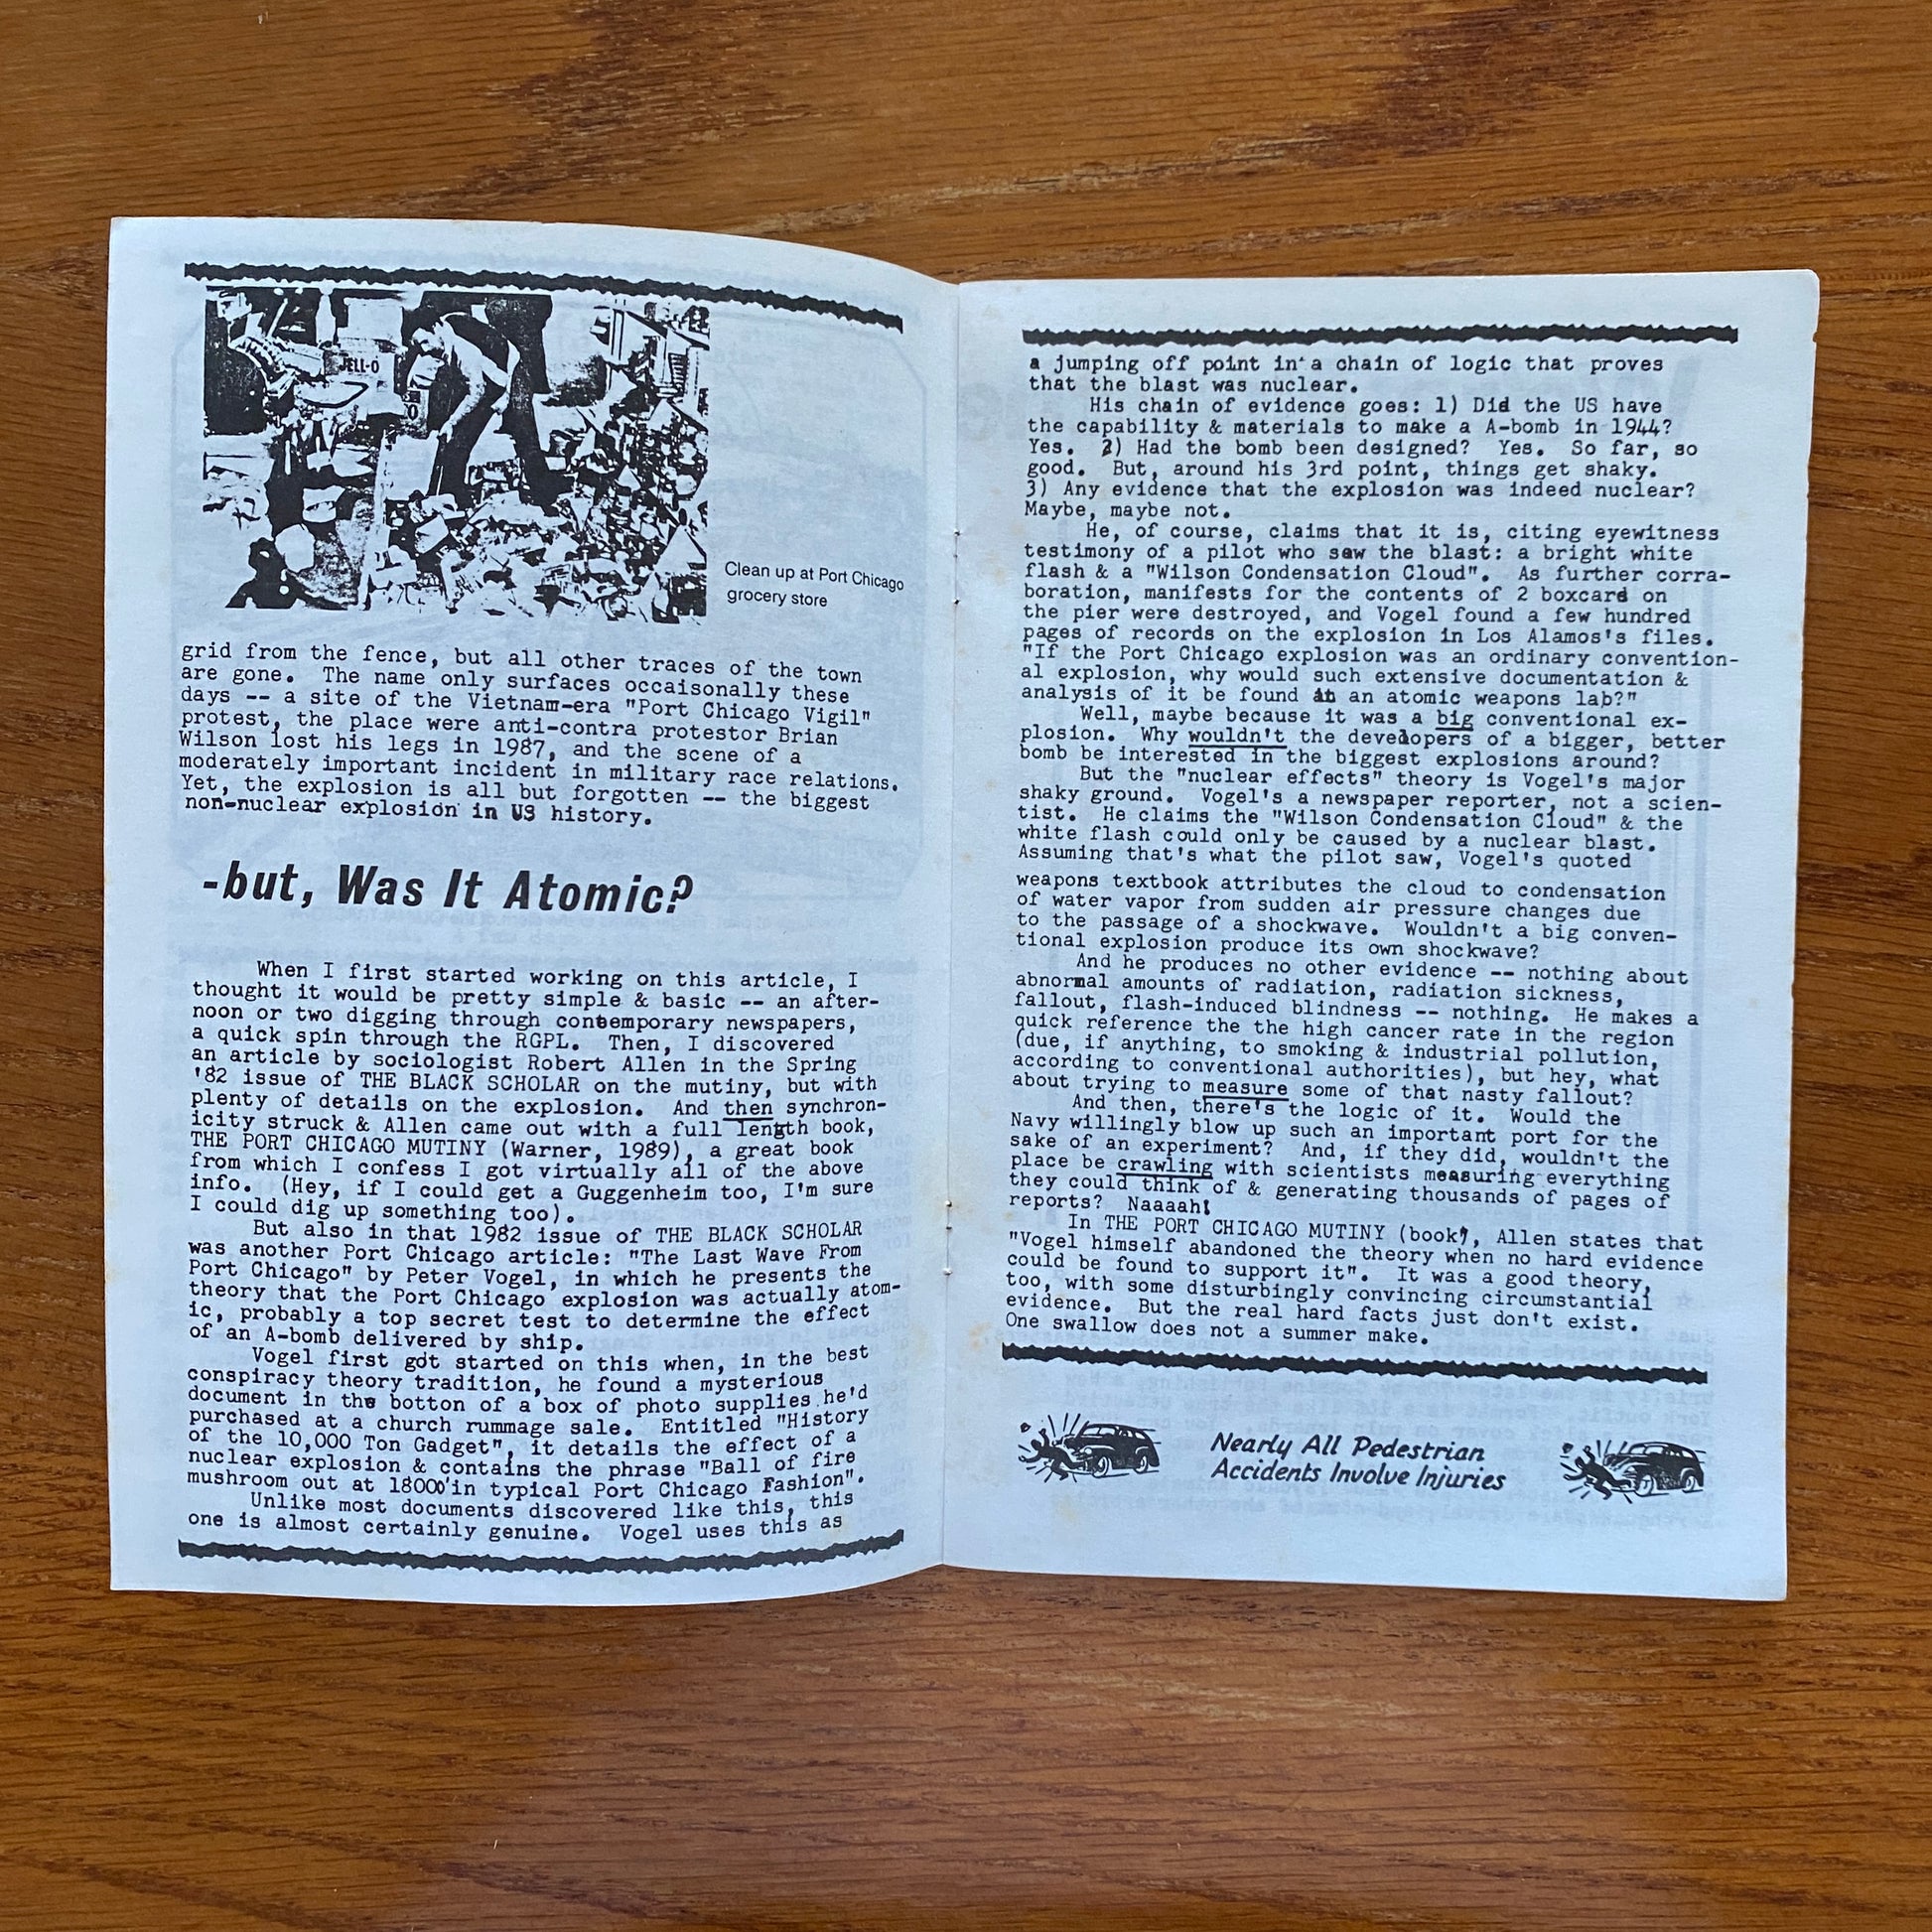 JELL-O
Clean up at Port Chicago
grocery store
grid from the fence, but all other traces of the town
are gone. The name only surfaces occaisonally these
days -- a site of the Vietnam-era "Port Chicago Vigil"
protest, the place were anti-contra protestor Brian
Wilson lost his legs in 1987, and the scene of a
moderately important incident in military race relations.
Yet, the explosion is all but forgotten -- the biggest
non-nuclear explosion in US history.
-but, Was It Atomic?
When I first started working on this article, I
thought it would be pretty simple & basic -- an after-
noon or two digging through contemporary newspapers,
a quick spin through the RGPL. Then, I discovered
an article by sociologist Robert Allen in the Spring
'82 issue of THE BLACK SCHOLAR on the mutiny, but with
plenty of details on the explosion. And then synchron-
icity struck & Allen came out with a full length book,
THE PORT CHICAGO MUTINY (Warner, 1989), a great book
from which I confess I got virtually all of the above
info. (Hey, if I could get a Guggenheim too, I'm sure
I could dig up something too).
But also in that 1982 issue of THE BLACK SCHOLAR
was another Port Chicago article: "The Last Wave From
Port Chicago" by Peter Vogel, in which he presents the
theory that the Port Chicago explosion was actually atom-
ic, probably a top secret test to determine the effect
of an A-bomb delivered by ship.
Vogel first got started on this when, in the best
conspiracy theory tradition, he found a mysterious
document in the botton of a box of photo supplies he'd
purchased at a church rummage sale. Entitled "History
of the 10,000 Ton Gadget", it details the effect of a
nuclear explosion & contains the phrase "Ball of fire
mushroom out at 18000'in typical Port Chicago Fashion".
Unlike most documents discovered like this, this
one is almost certainly genuine. Vogel uses this as
a jumping off point in a chain of logic that proves
that the blast was nuclear.
His chain of evidence goes: 1) Did the US have
the capability & materials to make a A-bomb in 1944?
Yes. 2) Had the bomb been designed? Yes. So far, so
good. But, around his 3rd point, things get shaky.
3) Any evidence that the explosion was indeed nuclear?
Maybe, maybe not.
He, of course, claims that it is, citing eyewitness
testimony of a pilot who saw the blast: a bright white
flash & a "Wilson Condensation Cloud". As further corra-
boration, manifests for the contents of 2 boxcard on
the pier were destroyed, and Vogel found a few hundred
pages of records on the explosion in Los Alamos's files.
"If the Port Chicago explosion was an ordinary convention-
al explosion, why would such extensive documentation &
analysis of it be found at an atomic weapons lab?"
Well, maybe because it was a big conventional ex-
plosion. Why wouldn't the developers of a bigger, better
bomb be interested in the biggest explosions around?
But the "nuclear effects" theory is Vogel's major
shaky ground. Vogel's a newspaper reporter, not a scien-
tist. He claims the "Wilson Condensation Cloud" & the
white flash could only be caused by a nuclear blast.
Assuming that's what the pilot saw, Vogel's quoted
weapons textbook attributes the cloud to condensation
of water vapor from sudden air pressure changes due
to the passage of a shockwave. Wouldn't a big conven-
tional explosion produce its own shockwave?
And he produces no other evidence -- nothing about
abnormal amounts of radiation, radiation sickness,
fallout, flash-induced blindness -- nothing. He makes a
quick reference the the high cancer rate in the region
(due, if anything, to smoking & industrial pollution,
according to conventional authorities), but hey, what
about trying to measure some of that nasty fallout?
And then, there's the logic of it. Would the
Navy willingly blow up such an important port for the
sake of an experiment? And, if they did, wouldn't the
place be crawling with scientists measuring everything
they could think of & generating thousands of pages of
reports? Naaaah!
In THE PORT CHICAGO MUTINY (book), Allen states that
"Vogel himself abandoned the theory when no hard evidence
could be found to support it". It was a good theory,
too, with some disturbingly convincing circumstantial
evidence. But the real hard facts just don't exist.
One swallow does not a summer make.
Nearly All Pedestrian
Accidents Involve Injuries